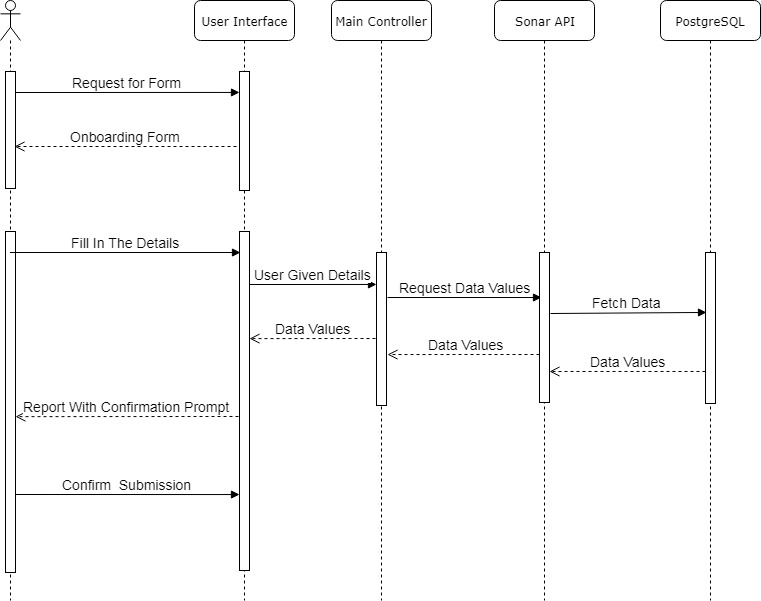 User Interface
Main Controller
Sonar API
PostgreSQL
Request for Form
Onboarding Form
Fill In The Details
User Given Details
Request Data Values
Fetch Data
Data Values
Data Values
Data Values
Report With Confirmation Prompt
Confirm  Submission